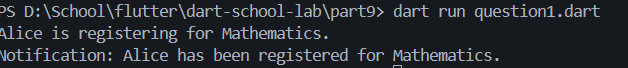 PS D:\School\flutter\dart-school-lab\part9> dart run question1.dart
Alice is registering for Mathematics.
Notification: Alice has been registered for Mathematics.